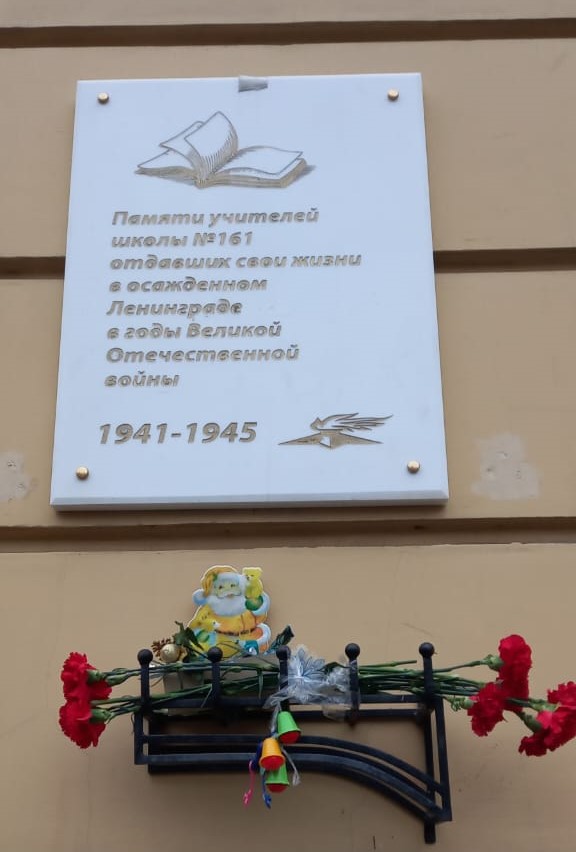 Памяти учителей
школы №161
отдавших свои жизни
в осажденном
Ленинграде
в годы Великой
Отечественной
войны
1941-1945